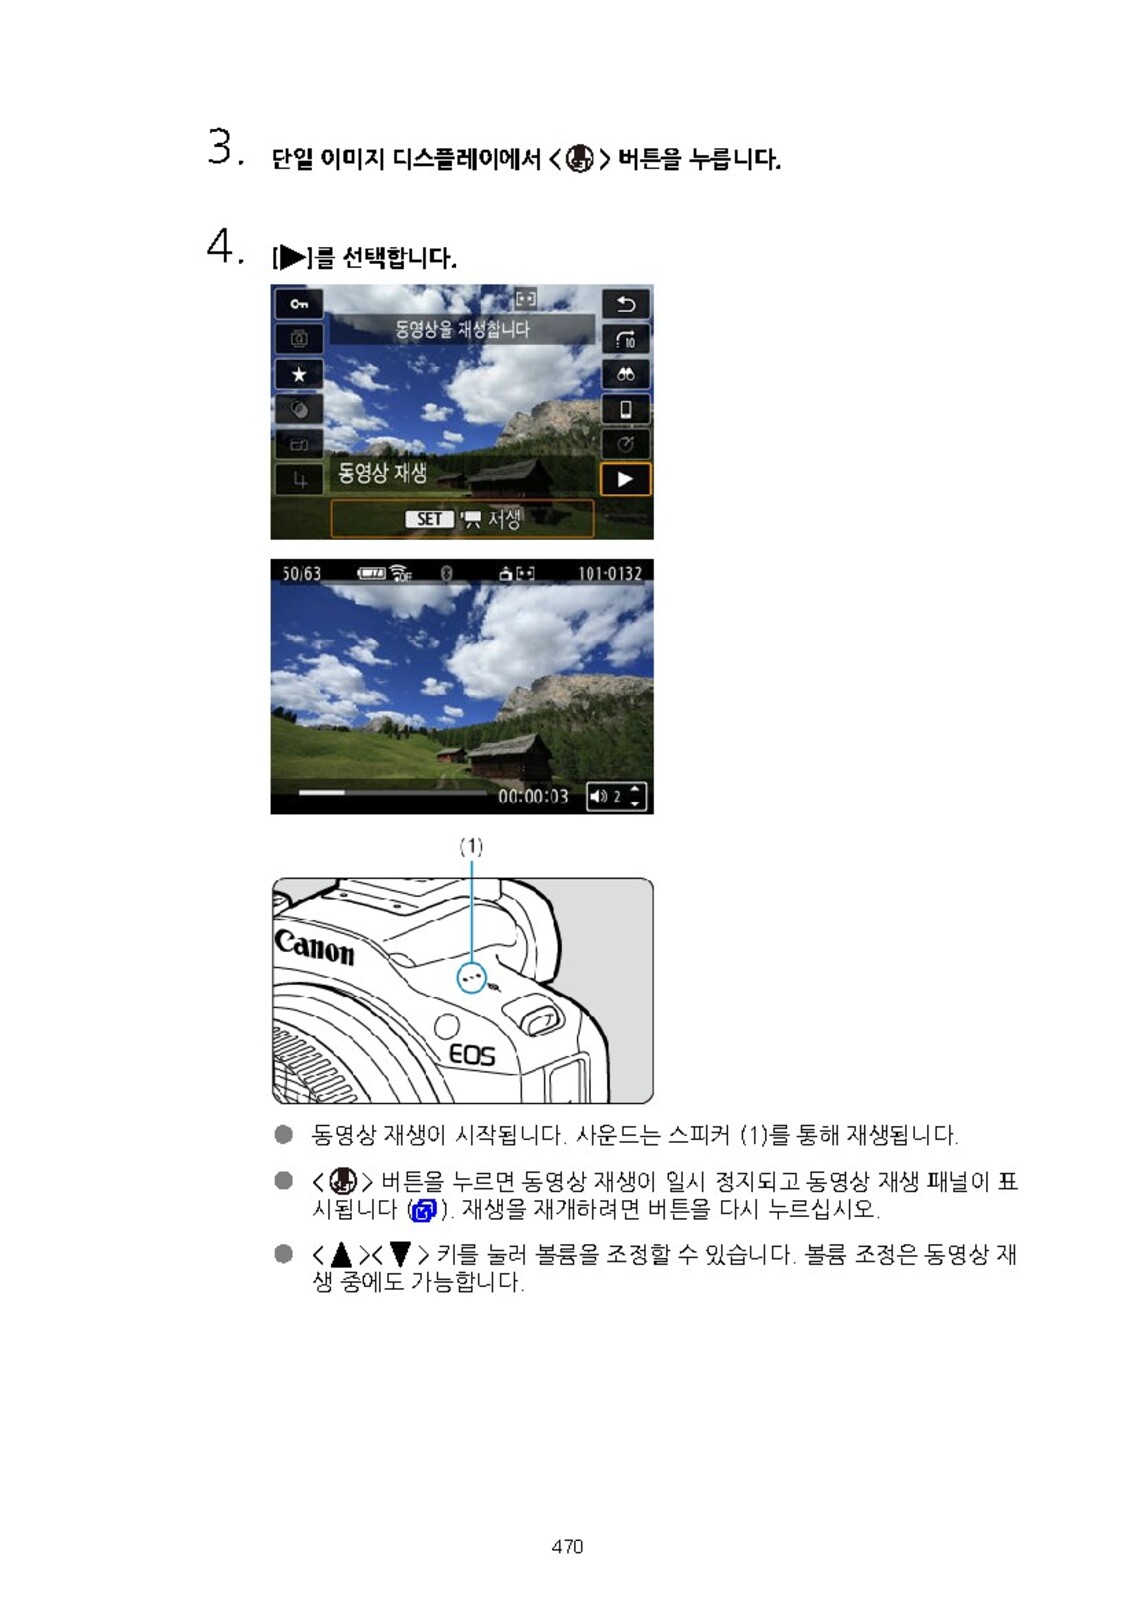 3. 단일 이미지 디스플레이에서 < > 버튼을 누릅니다.
4. [▶]를 선택합니다.
동영상을 재생합니다
10
동영상 재생
SET 재생
50/63 OFF 101-0132
00:00:03 2
(1)
Canon
EOS
● 동영상 재생이 시작됩니다. 사운드는 스피커 (1)를 통해 재생됩니다.
● < > 버튼을 누르면 동영상 재생이 일시 정지되고 동영상 재생 패널이 표
시됩니다 ( ). 재생을 재개하려면 버튼을 다시 누르십시오.
● < ▲ >< ▼ > 키를 눌러 볼륨을 조정할 수 있습니다. 볼륨 조정은 동영상 재
생 중에도 가능합니다.
470